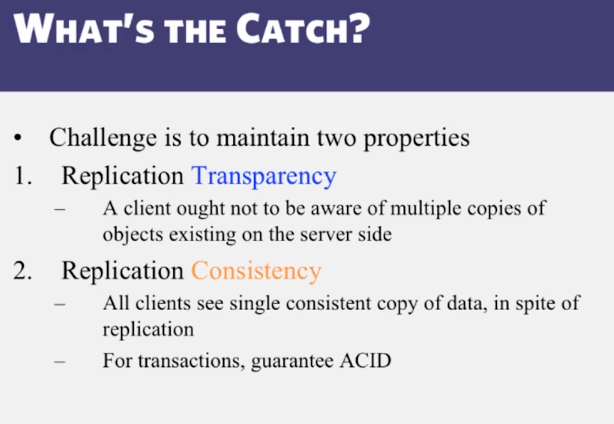 WHAT'S THE CATCH?
• Challenge is to maintain two properties
1. Replication Transparency
– A client ought not to be aware of multiple copies of
objects existing on the server side
2. Replication Consistency
– All clients see single consistent copy of data, in spite of
replication
– For transactions, guarantee ACID